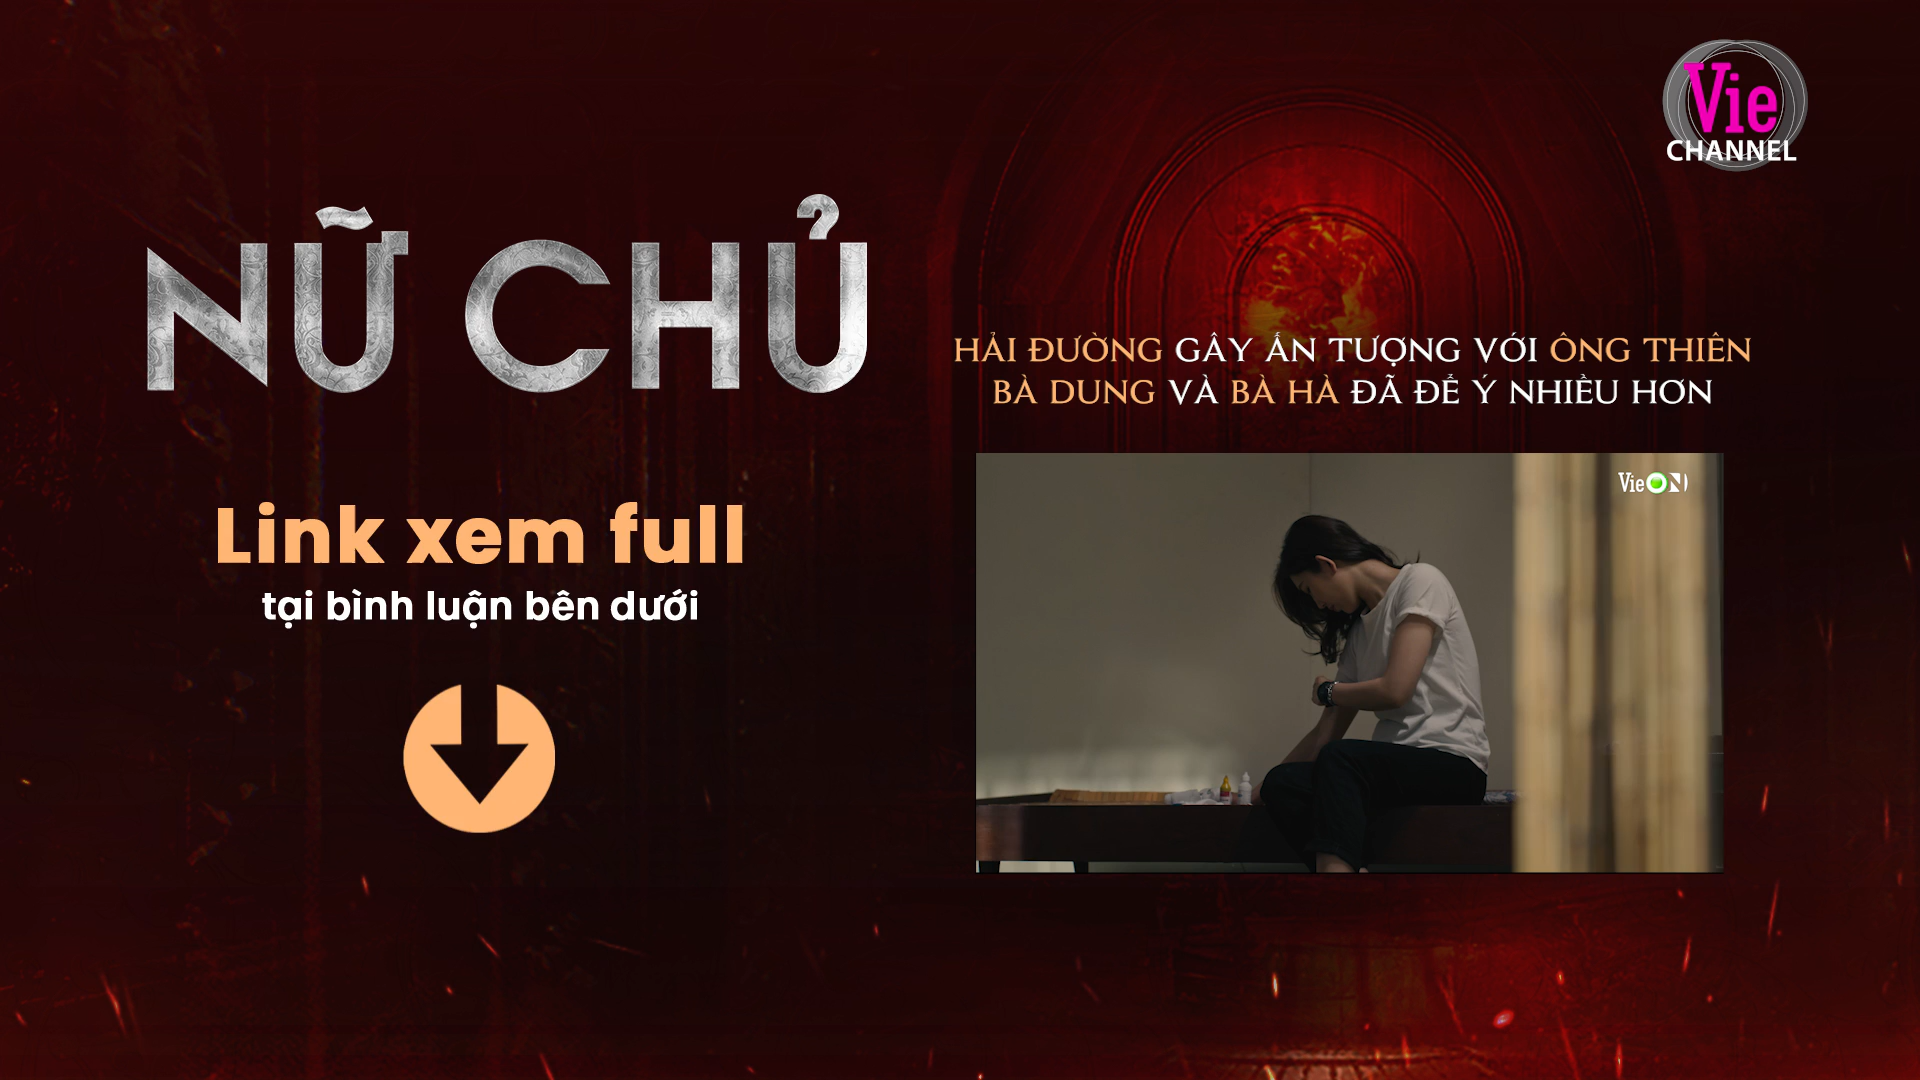 Vie
CHANNEL
NỮ CHỦ
HẢI ĐƯỜNG GÂY ẤN TƯỢNG VỚI ÔNG THIÊN
BÀ DUNG VÀ BÀ HÀ ĐÃ ĐỂ Ý NHIỀU HƠN
VieON
Link xem full
tại bình luận bên dưới